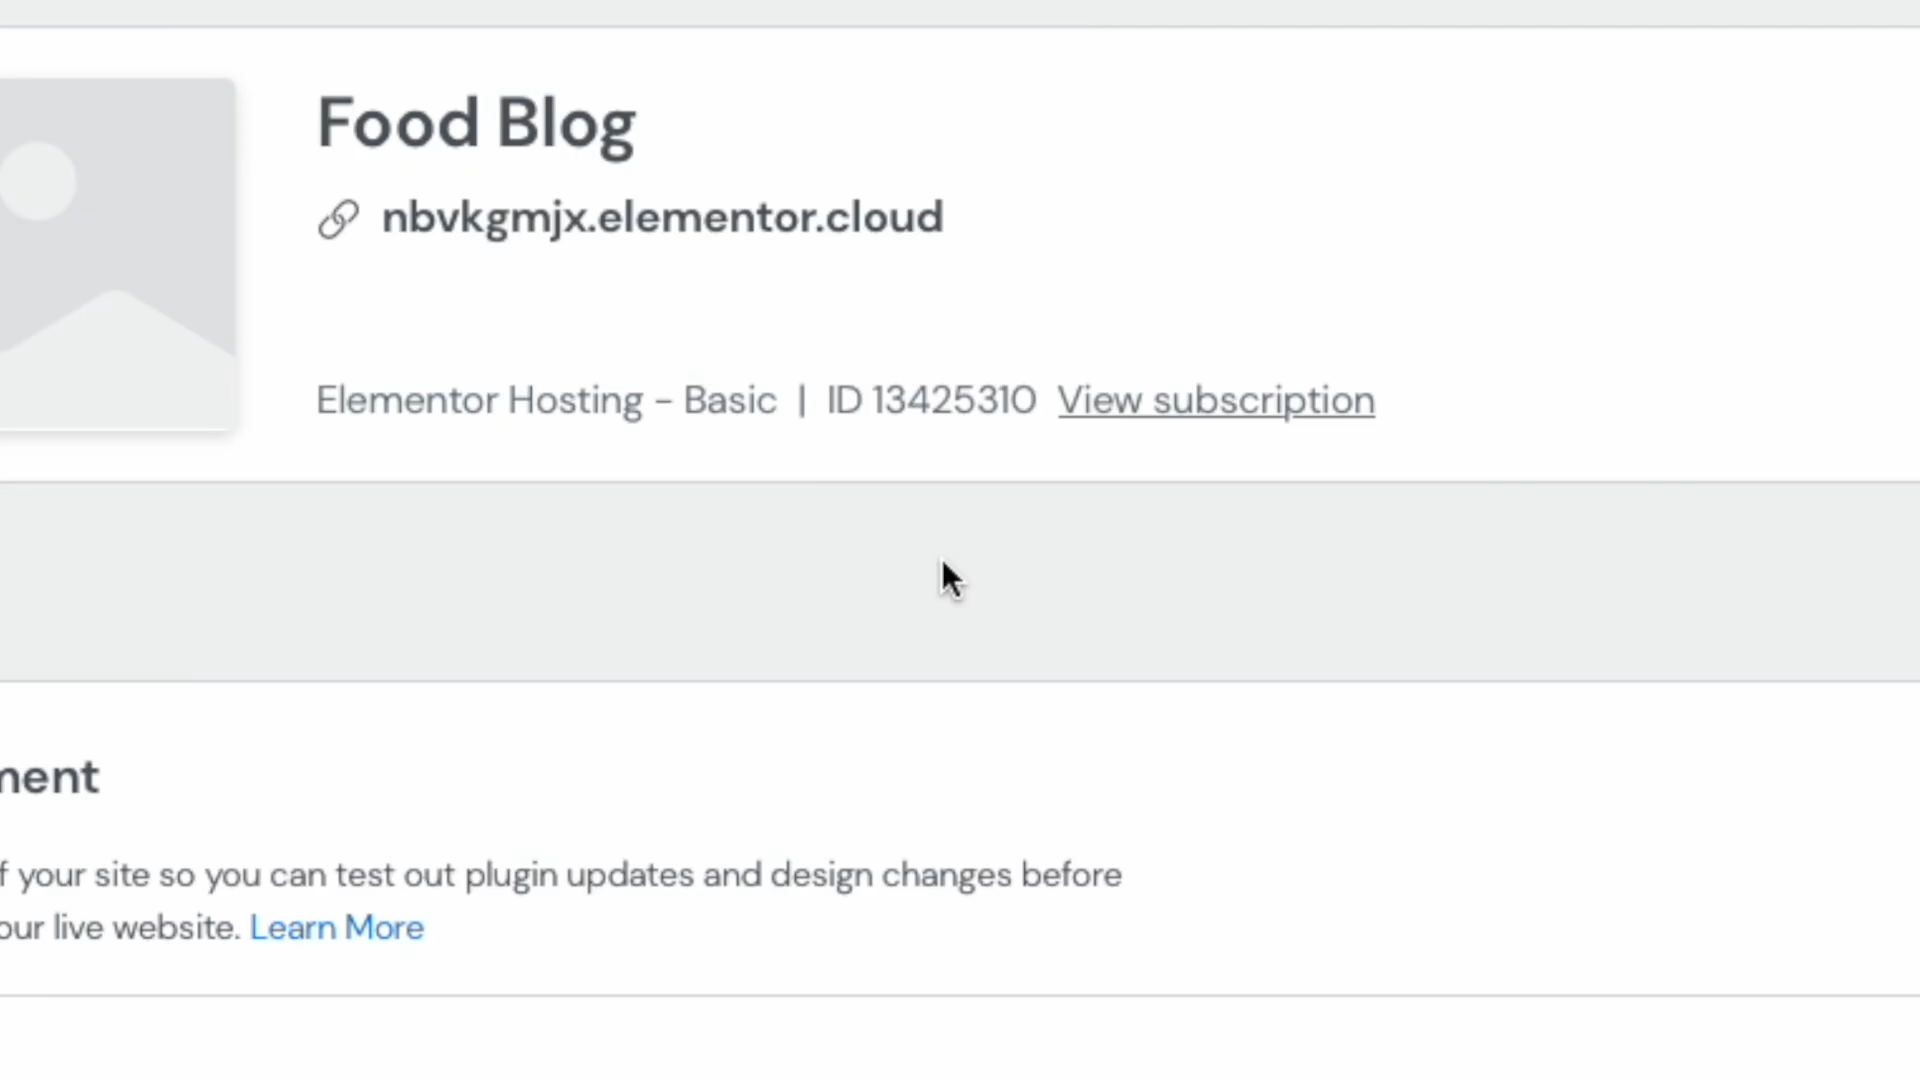 Food Blog
nbvkgmjx.elementor.cloud
Elementor Hosting – Basic | ID 13425310 View subscription
ment
f your site so you can test out plugin updates and design changes before
our live website. Learn More